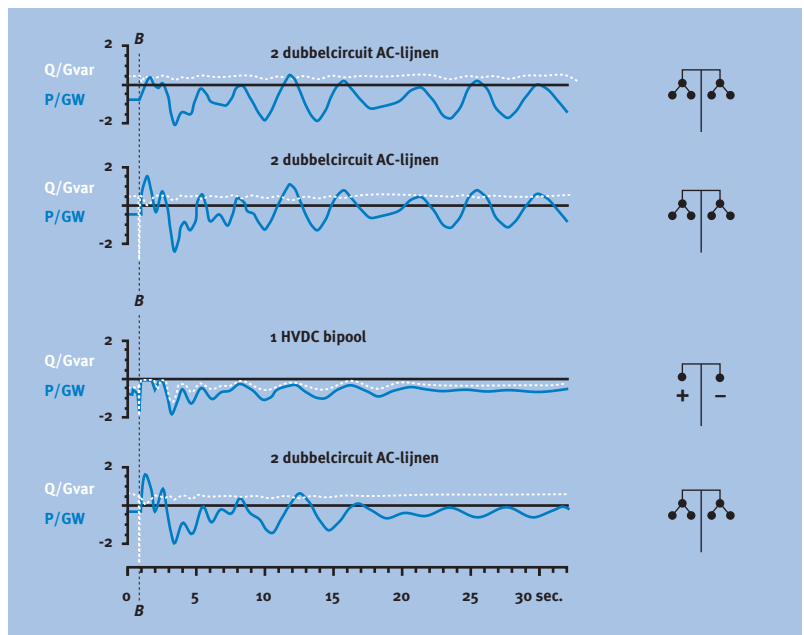 B
2 dubbelcircuit AC-lijnen
2
Q/Gvar
P/GW
-2
2 dubbelcircuit AC-lijnen
2
Q/Gvar
P/GW
-2
B
1 HVDC bipool
2
Q/Gvar
P/GW
-2
+ −
2 dubbelcircuit AC-lijnen
2
Q/Gvar
P/GW
-2
0 5 10 15 20 25 30 sec.
B